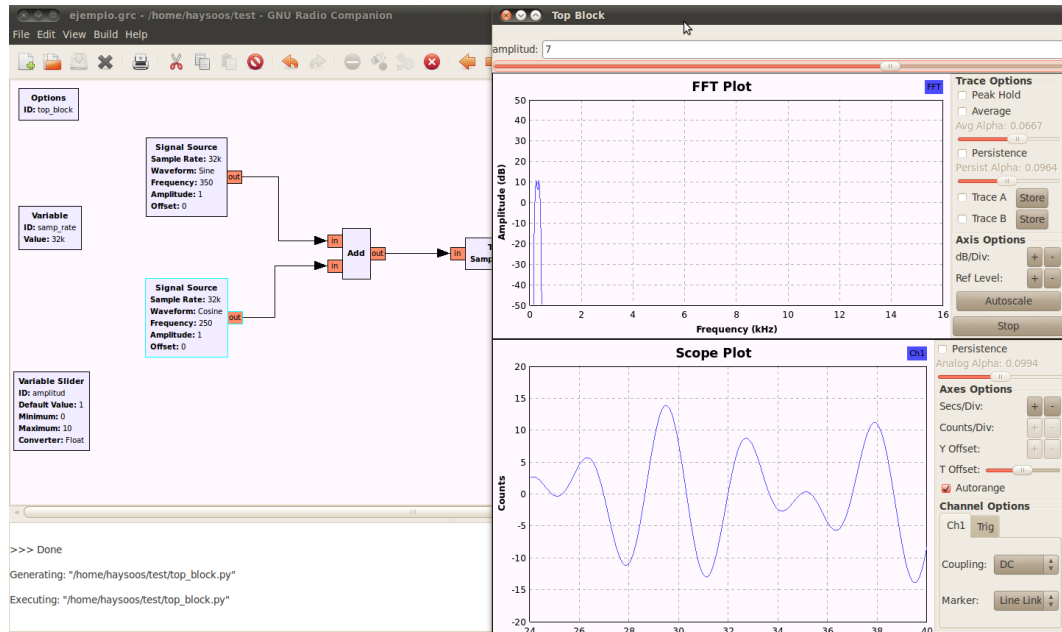 ejemplo.grc - /home/haysoos/test - GNU Radio Companion
File Edit View Build Help
Options
ID: top_block
Signal Source
Sample Rate: 32k
Waveform: Sine
Frequency: 350
Amplitude: 1
Offset: 0
out
Variable
ID: samp_rate
Value: 32k
in
in
Add
out
in
Signal Source
Sample Rate: 32k
Waveform: Cosine
Frequency: 250
Amplitude: 1
Offset: 0
out
Variable Slider
ID: amplitud
Default Value: 1
Minimum: 0
Maximum: 10
Converter: Float
>>> Done
Generating: "/home/haysoos/test/top_block.py"
Executing: "/home/haysoos/test/top_block.py"
Top Block
amplitud: 7
FFT Plot
FFT
Amplitude (dB)
50
40
30
20
10
0
-10
-20
-30
-40
-50
0 2 4 6 8 10 12 14 16
Frequency (kHz)
Trace Options
Peak Hold
Average
Avg Alpha: 0.0667
Persistence
Persist Alpha: 0.0964
Trace A Store
Trace B Store
Axis Options
dB/Div: + -
Ref Level: + -
Autoscale
Stop
Scope Plot
Ch1
Counts
20
15
10
5
0
-5
-10
-15
-20
24 26 28 29 31 33 34 36 38 40
Persistence
Analog Alpha: 0.0994
Axes Options
Secs/Div: + -
Counts/Div: + -
Y Offset: + -
T Offset:
Autorange
Channel Options
Ch1 Trig
Coupling: DC
Marker: Line Link